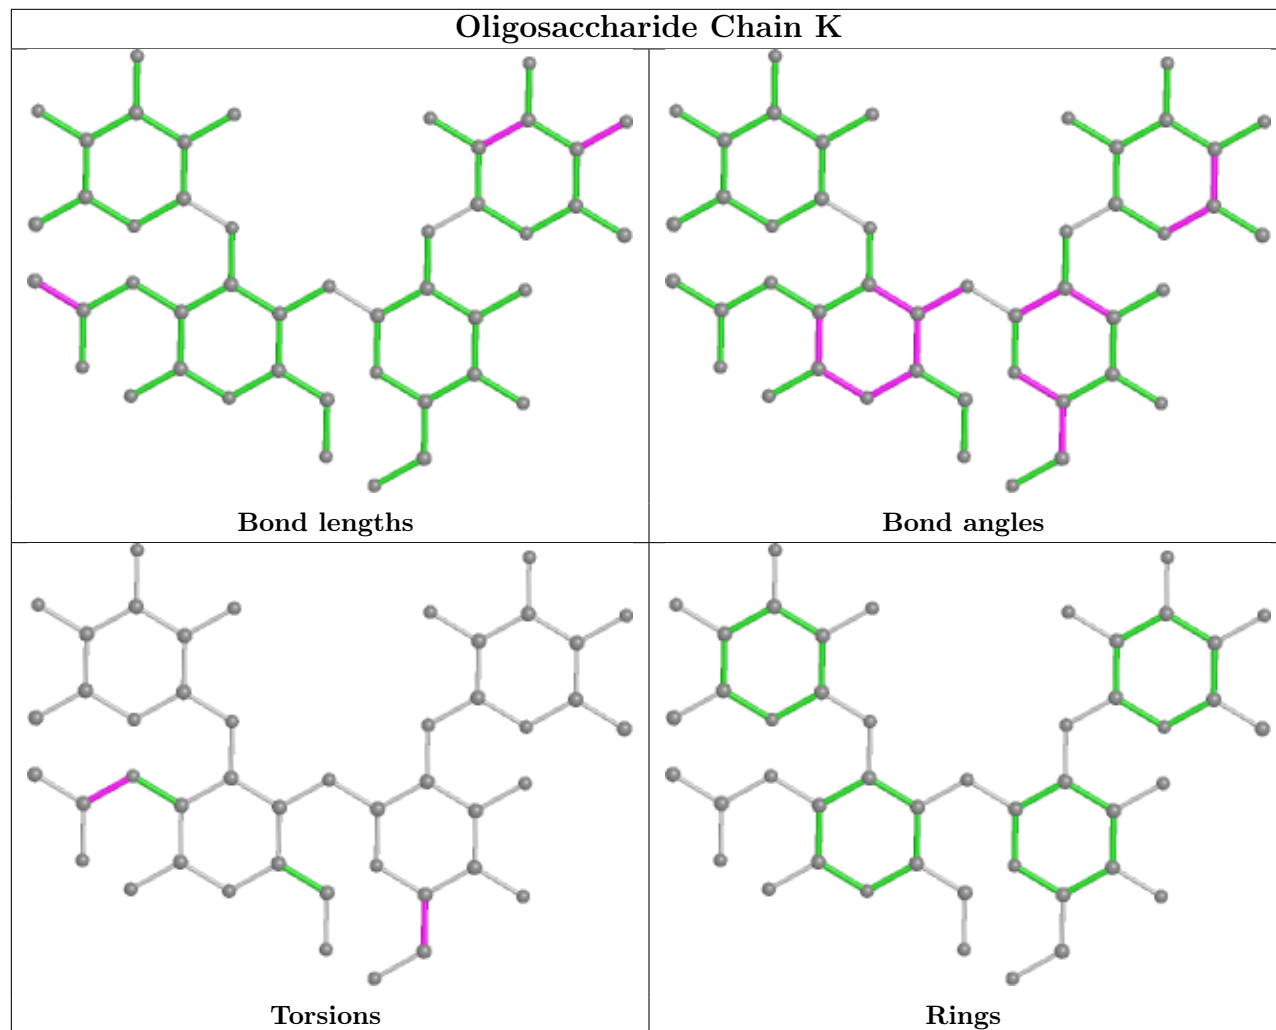 Oligosaccharide Chain K
Bond lengths
Bond angles
Torsions
Rings